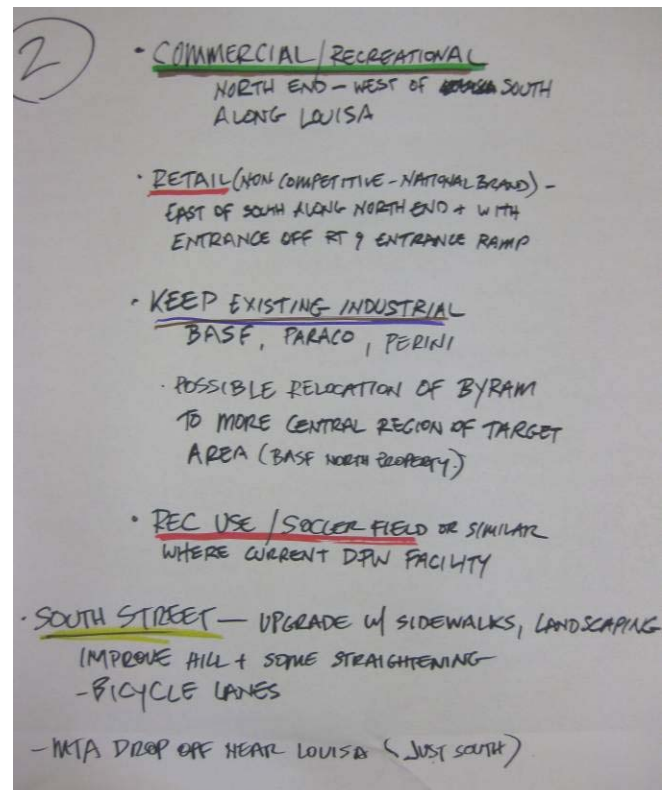 2
· COMMERCIAL/RECREATIONAL
NORTH END - WEST OF SOUTH
ALONG LOUISA
· RETAIL (NON COMPETITIVE - NATIONAL BRAND) -
EAST OF SOUTH ALONG NORTH END + WITH
ENTRANCE OFF RT 9 ENTRANCE RAMP
· KEEP EXISTING INDUSTRIAL
BASF, PARACO, PERINI
· POSSIBLE RELOCATION OF BYRAM
TO MORE CENTRAL REGION OF TARGET
AREA (BASF NORTH PROPERTY.)
· REC USE / SOCCER FIELD OR SIMILAR
WHERE CURRENT DPW FACILITY
· SOUTH STREET — UPGRADE W/ SIDEWALKS, LANDSCAPING
IMPROVE HILL + SOME STRAIGHTENING
- BICYCLE LANES
- MTA DROP OFF NEAR LOUISA (JUST SOUTH)